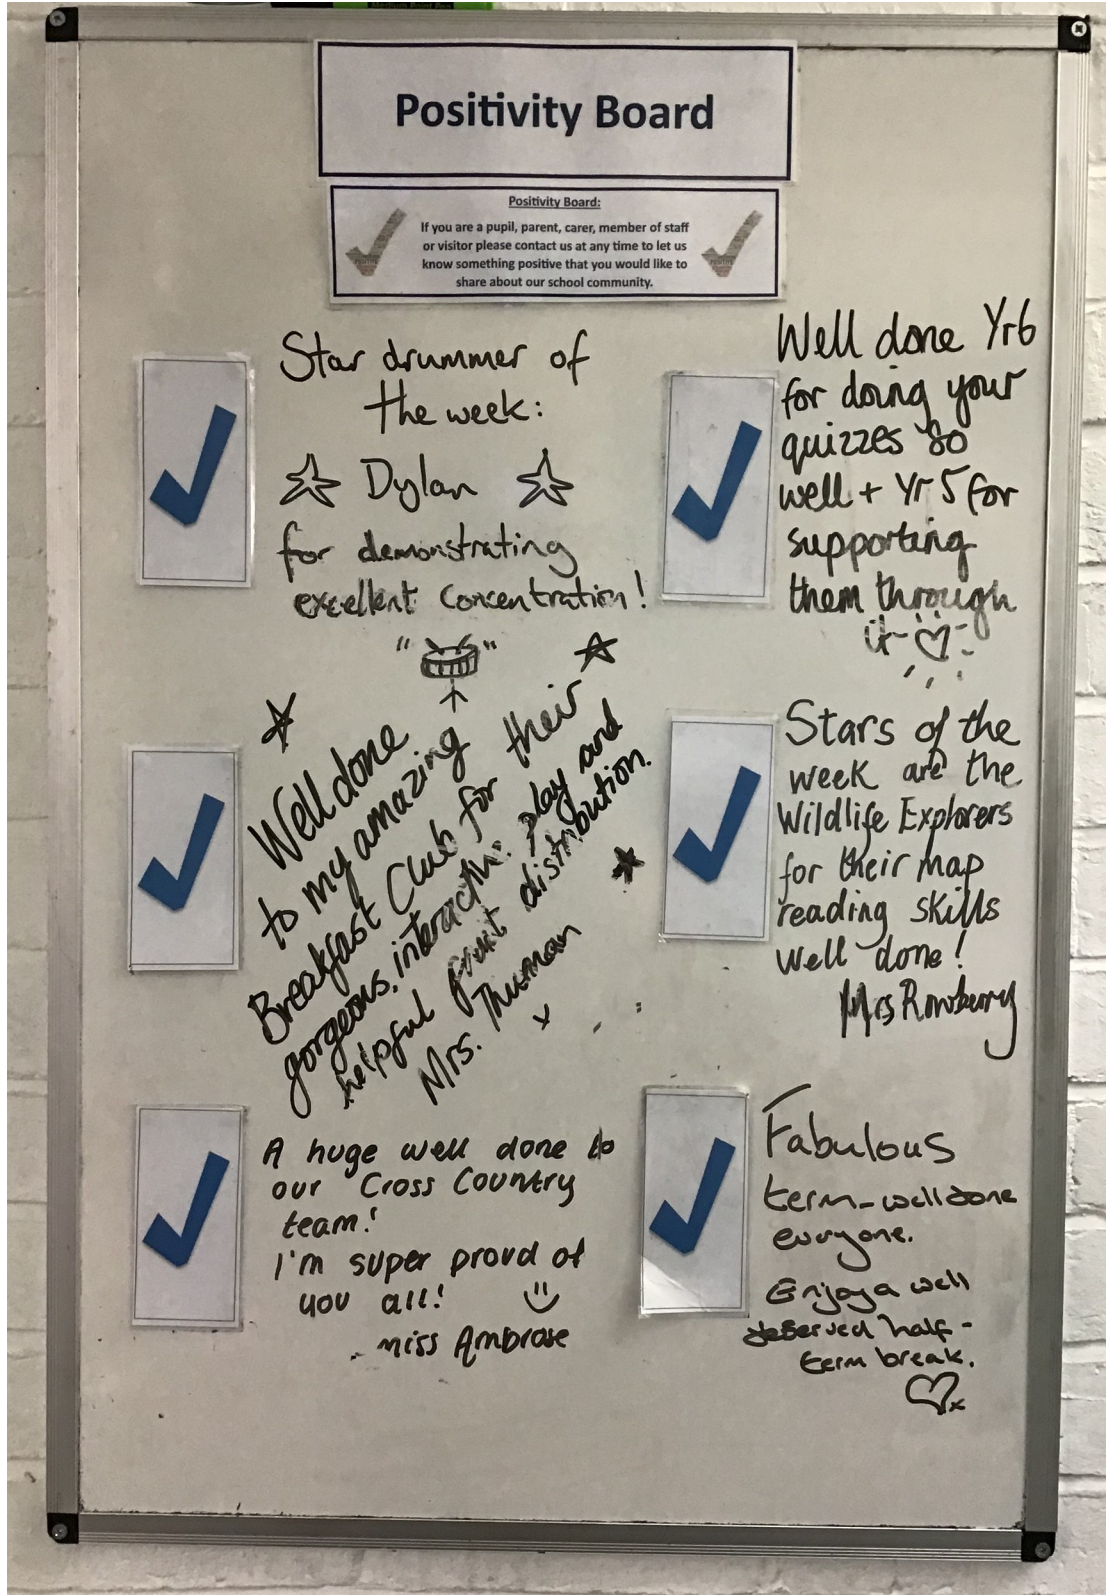 Positivity Board
Positivity Board:
If you are a pupil, parent, carer, member of staff
or visitor please contact us at any time to let us
know something positive that you would like to
share about our school community.
Star drummer of
the week:
Dylan
for demonstrating
excellent concentration!
Well done Yr6
for doing your
quizzes so
well + Yr 5 for
supporting
them through
it
Well done
to my amazing
Breakfast Club for their
gorgeous, play and
helpful fruit distribution.
Mrs. Thurman
x
Stars of the
week are the
Wildlife Explorers
for their map
reading skills
Well done!
Mrs Rowberry
A huge well done to
our Cross Country
team!
I'm super proud of
you all!
Miss Ambrose
Fabulous
term - well done
everyone.
Enjoy a well
deserved half-
term break.
x